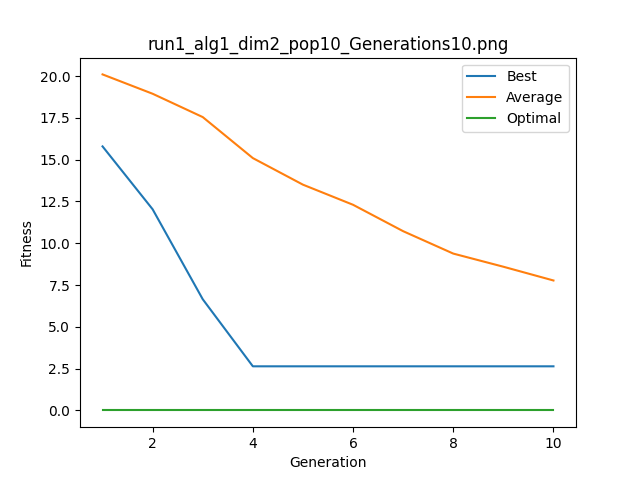 run1_alg1_dim2_pop10_Generations10.png
Best
Average
Optimal
Fitness
20.0
17.5
15.0
12.5
10.0
7.5
5.0
2.5
0.0
2 4 6 8 10
Generation